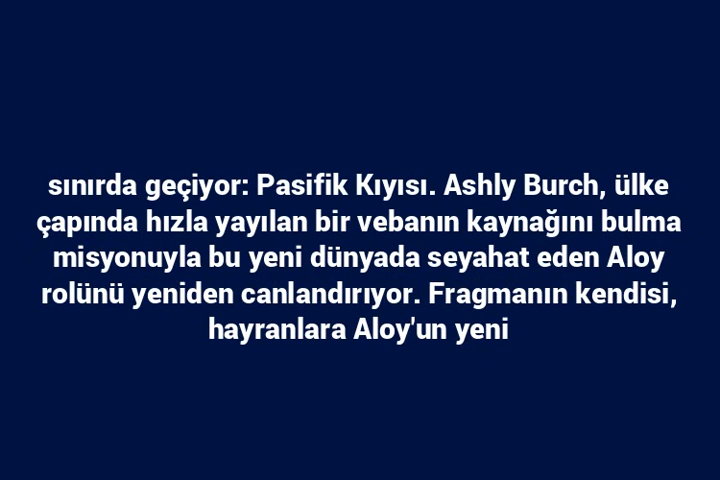 sınırda geçiyor: Pasifik Kıyısı. Ashly Burch, ülke
çapında hızla yayılan bir vebanın kaynağını bulma
misyonuyla bu yeni dünyada seyahat eden Aloy
rolünü yeniden canlandırıyor. Fragmanın kendisi,
hayranlara Aloy'un yeni